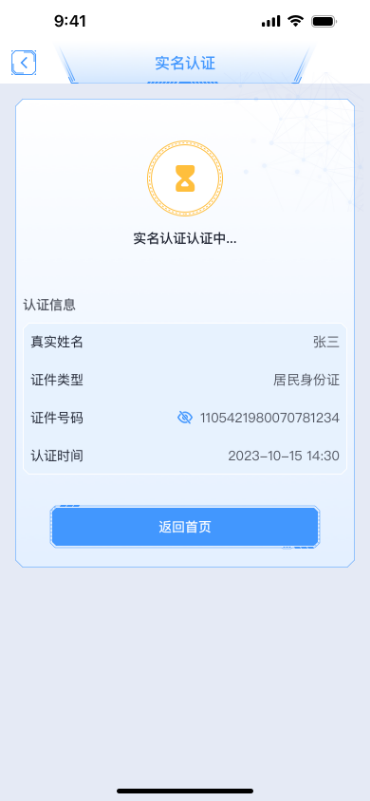 9:41
实名认证
实名认证认证中...
认证信息
真实姓名 张三
证件类型 居民身份证
证件号码 1105421980070781234
认证时间 2023-10-15 14:30
返回首页